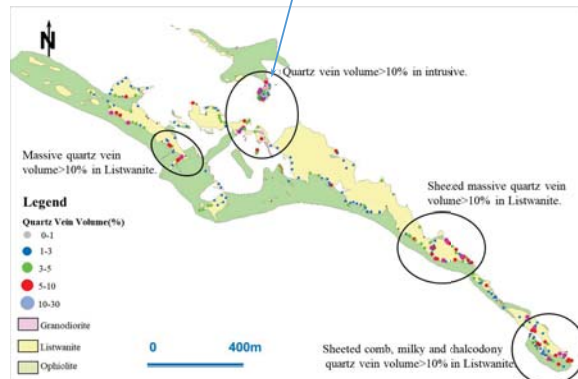 N
Quartz vein volume>10% in intrusive.
Massive quartz vein
volume>10% in Listwanite.
Sheeted massive quartz vein
volume>10% in Listwanite.
Legend
Quartz Vein Volume(%)
0-1
1-3
3-5
5-10
10-30
Granodiorite
Listwanite
Ophiolite
0 400m
Sheeted comb, milky and chalcodony
quartz vein volume>10% in Listwanite.